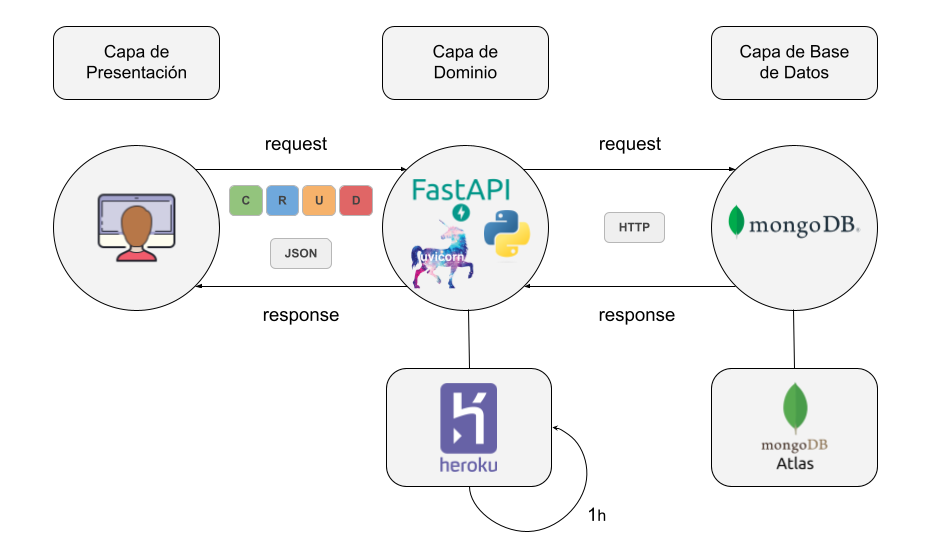 Capa de
Presentación
Capa de
Dominio
Capa de Base
de Datos
request
request
FastAPI
C R U D
uvicorn
HTTP
mongoDB.
JSON
response
response
heroku
mongoDB
Atlas
1h